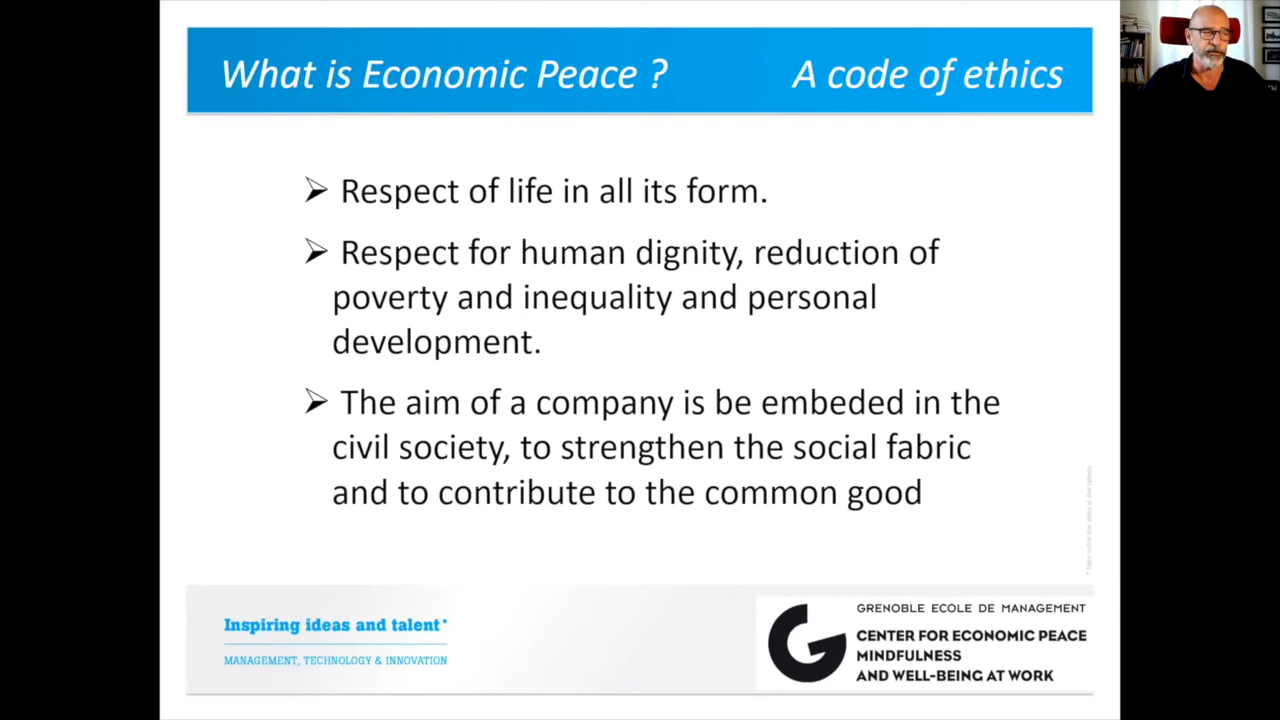 What is Economic Peace ? A code of ethics
➢ Respect of life in all its form.
➢ Respect for human dignity, reduction of
poverty and inequality and personal
development.
➢ The aim of a company is be embeded in the
civil society, to strengthen the social fabric
and to contribute to the common good
Inspiring ideas and talent*
MANAGEMENT, TECHNOLOGY & INNOVATION
GRENOBLE ECOLE DE MANAGEMENT
CENTER FOR ECONOMIC PEACE
MINDFULNESS
AND WELL-BEING AT WORK